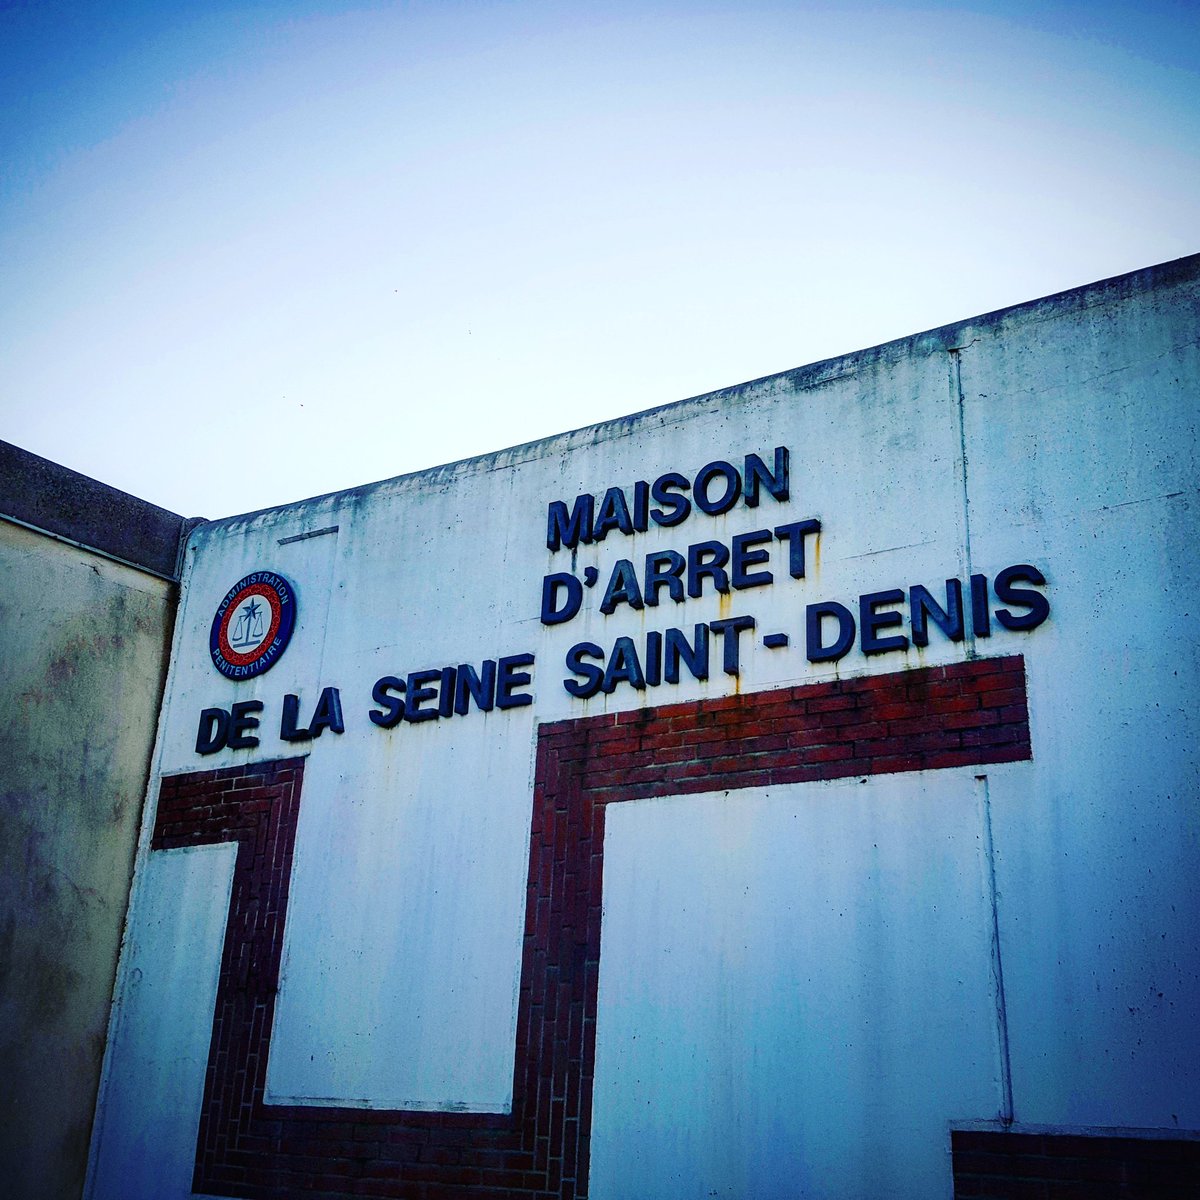 MAISON
D'ARRET
DE LA SEINE SAINT-DENIS
ADMINISTRATION
PENITENTIAIRE